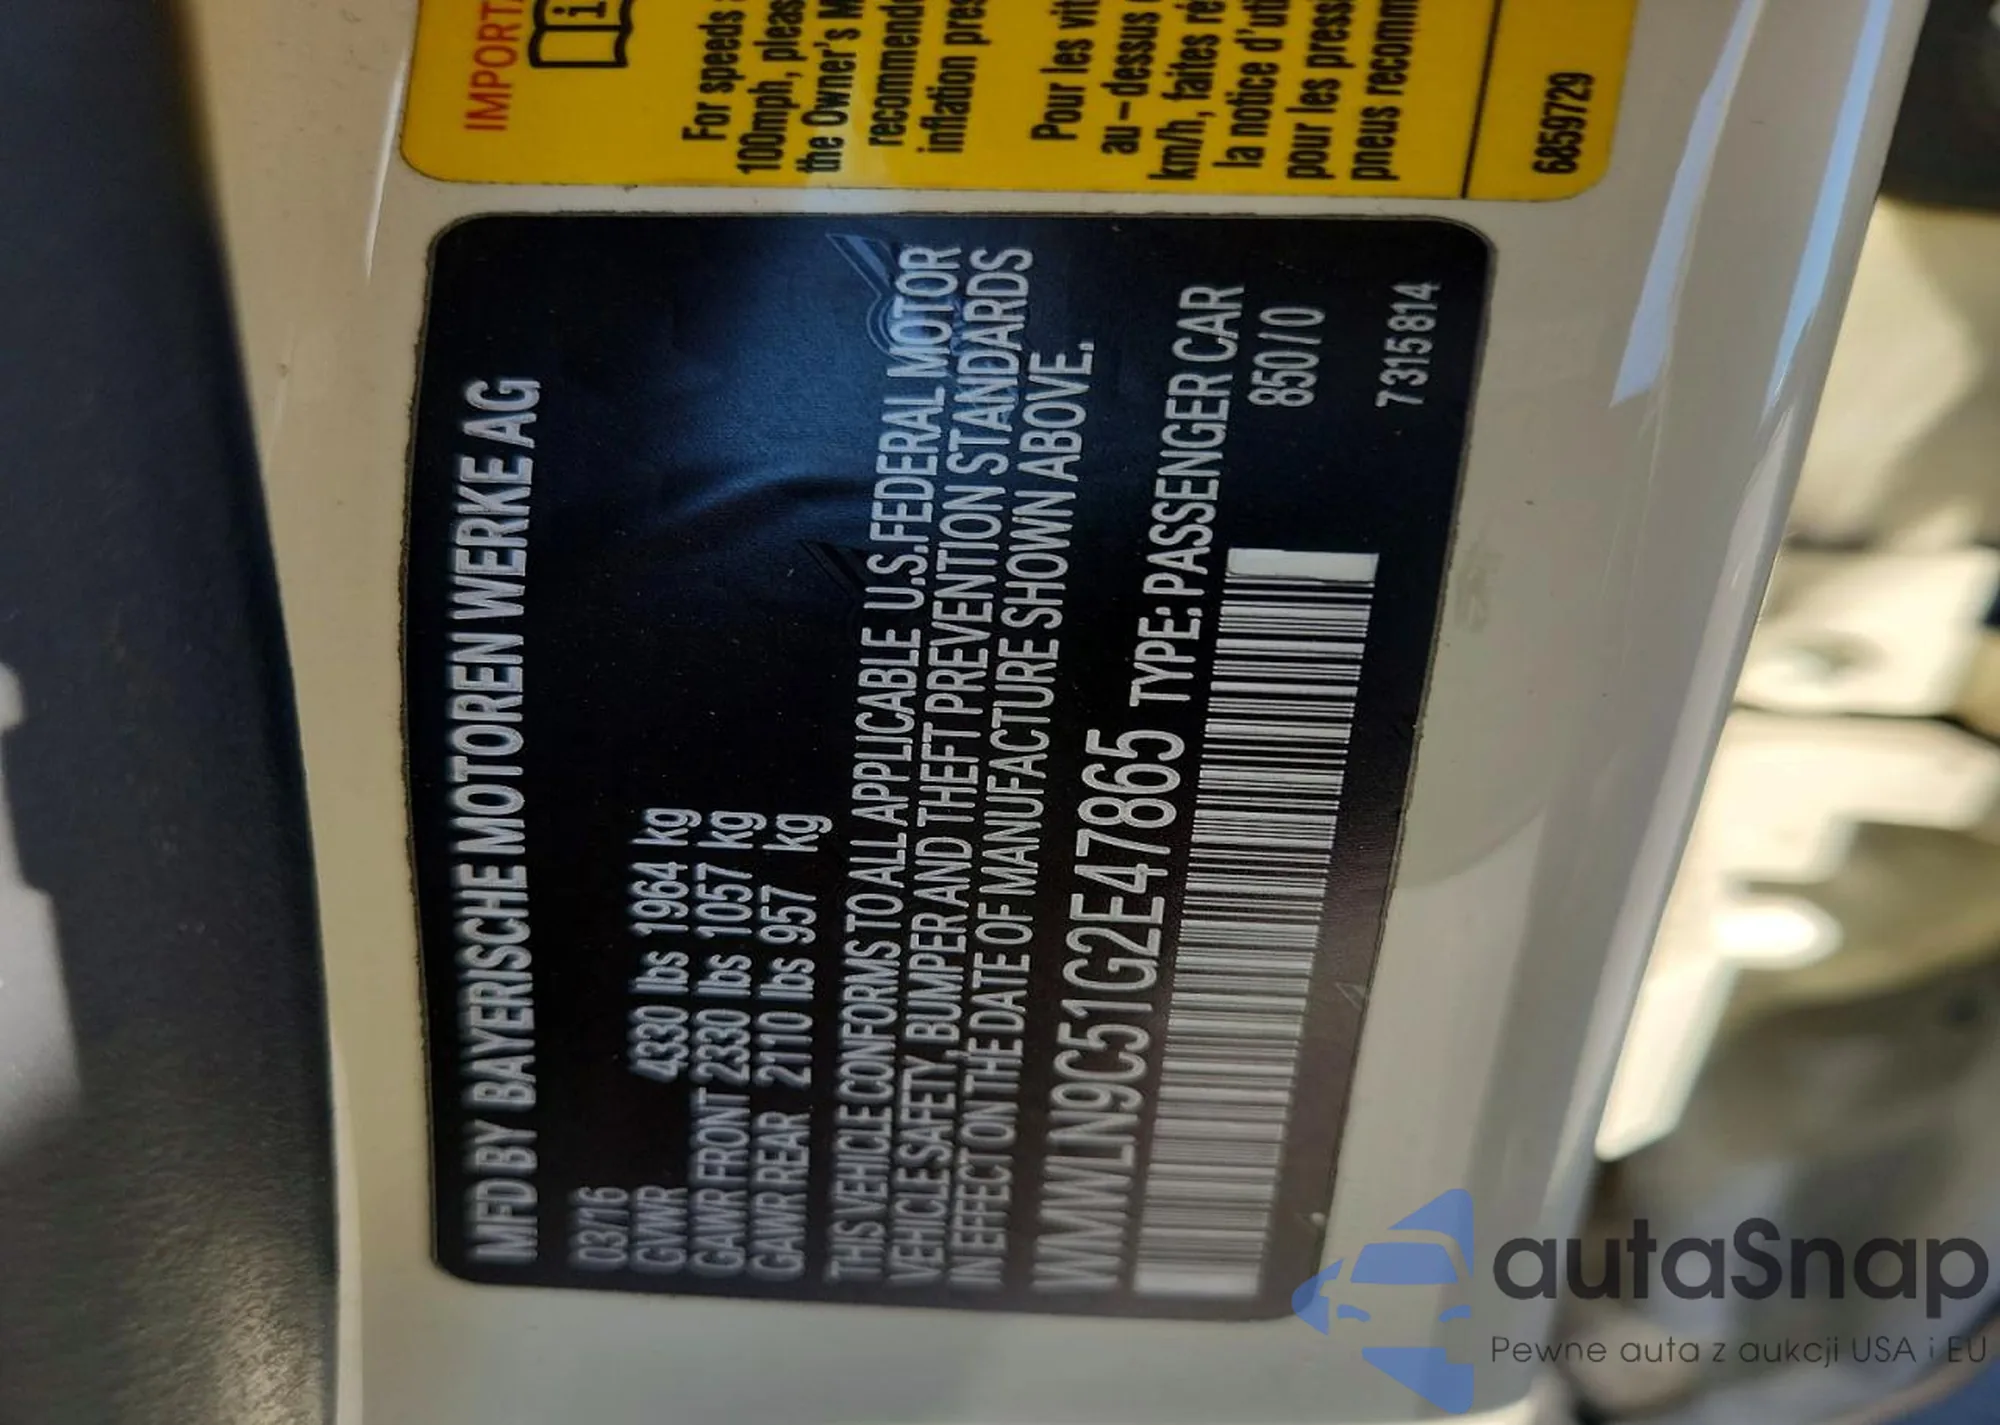 IMPORTA
For speeds
100mph, pleas
the Owner's M
recommende
inflation pres
Pour les vit
au-dessus
km/h, faites ré
la notice d'uti
pour les pressi
pneus recomm
6859729
MFD BY BAYERISCHE MOTOREN WERKE AG
03/16
GVWR 4330 lbs 1964 kg
GAWR FRONT 2330 lbs 1057 kg
GAWR REAR 2110 lbs 957 kg
THIS VEHICLE CONFORMS TO ALL APPLICABLE U.S.FEDERAL MOTOR
VEHICLE SAFETY, BUMPER AND THEFT PREVENTION STANDARDS
IN EFFECT ON THE DATE OF MANUFACTURE SHOWN ABOVE.
WMWLN9C51G2E47865 TYPE: PASSENGER CAR
850/0
7315814
autaSnap
Pewne auta z aukcji USA i EU